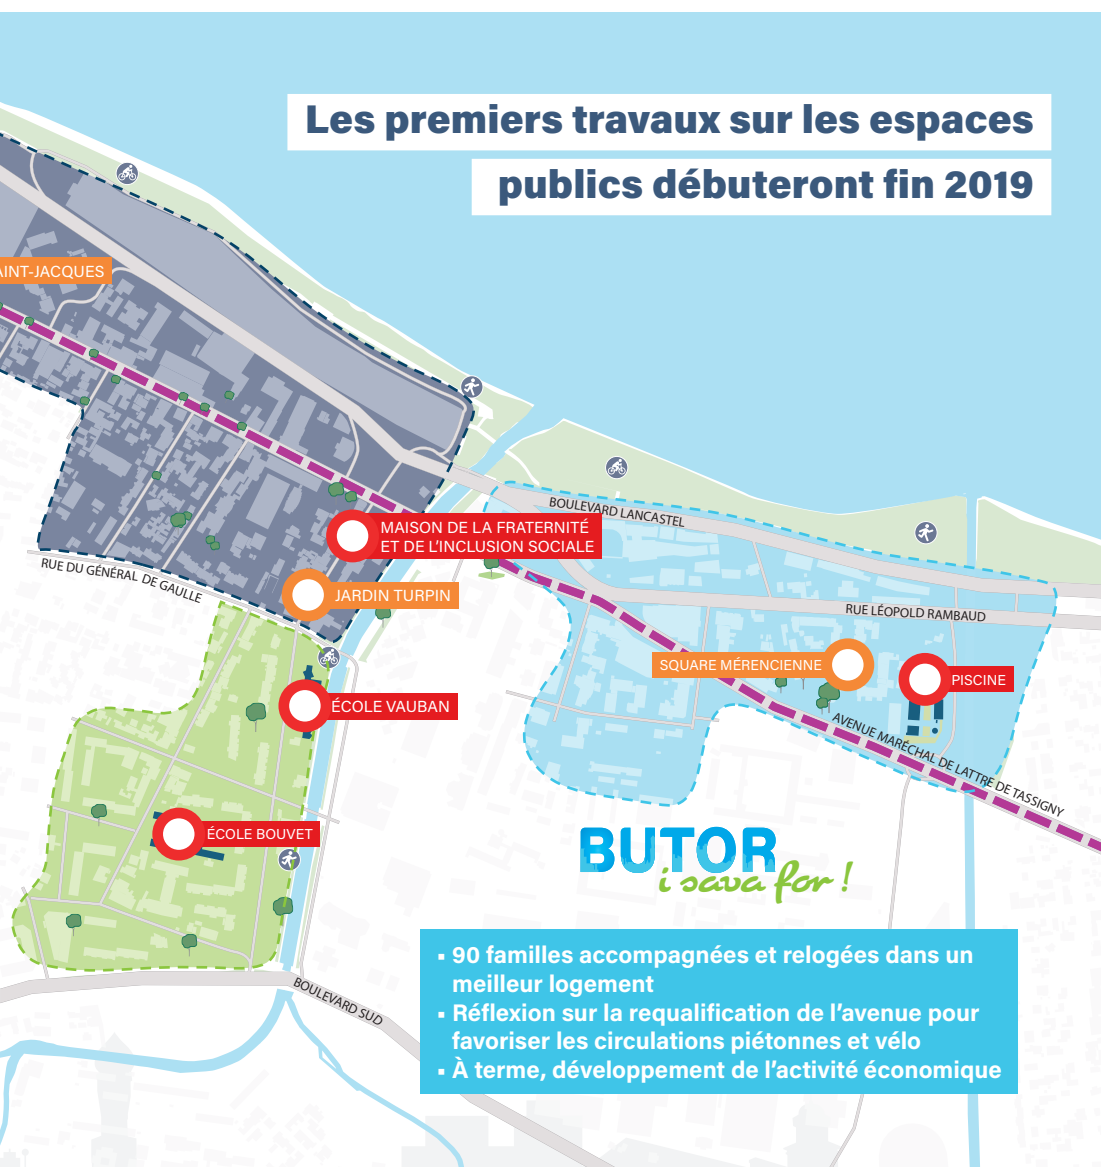 Les premiers travaux sur les espaces
publics débuteront fin 2019
AINT-JACQUES
BOULEVARD LANCASTEL
MAISON DE LA FRATERNITÉ
ET DE L'INCLUSION SOCIALE
RUE DU GÉNÉRAL DE GAULLE
JARDIN TURPIN
RUE LÉOPOLD RAMBAUD
SQUARE MÉRENCIENNE
PISCINE
ÉCOLE VAUBAN
AVENUE MARÉCHAL DE LATTRE DE TASSIGNY
ÉCOLE BOUVET
BUTOR
i sava for !
BOULEVARD SUD
▪ 90 familles accompagnées et relogées dans un
meilleur logement
▪ Réflexion sur la requalification de l'avenue pour
favoriser les circulations piétonnes et vélo
▪ À terme, développement de l'activité économique